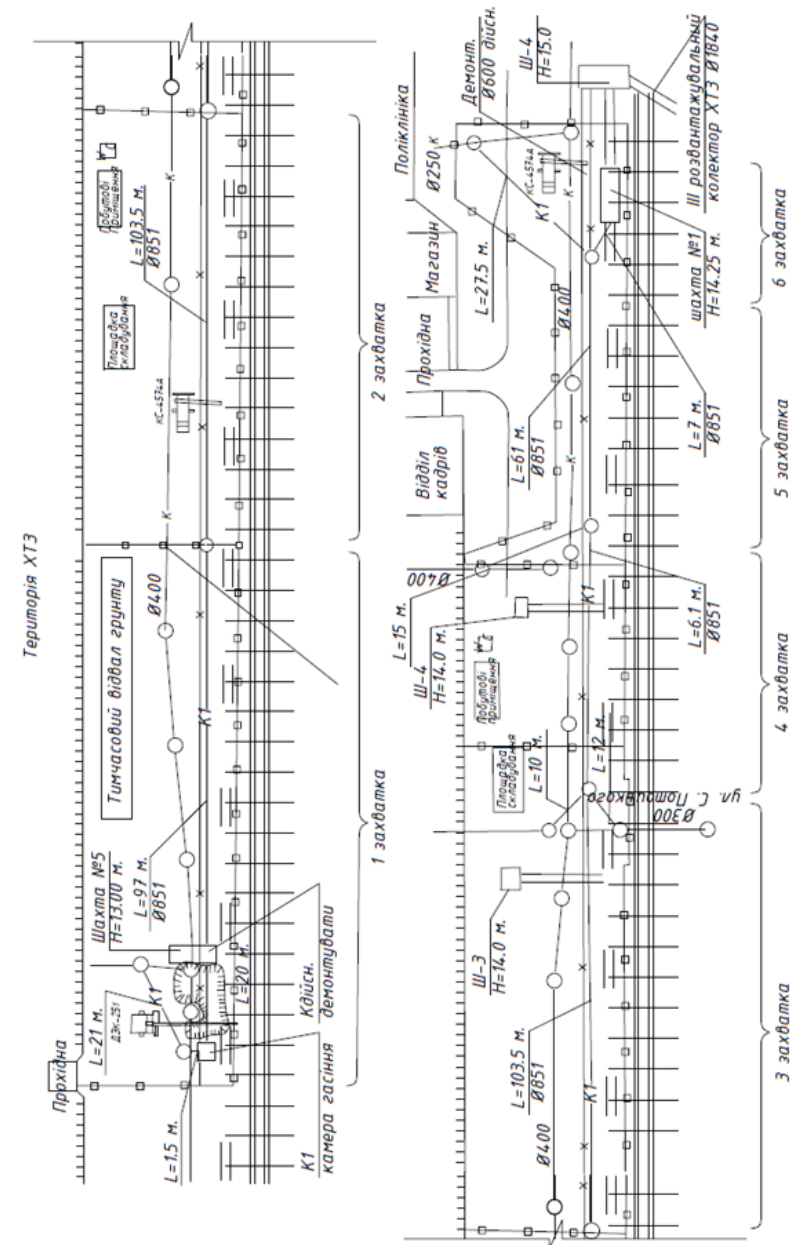 Територія ХТЗ
Прохідна
L=1.5 м.
L=21 м.
ДЭК-251
К1
Шахта №5
Н=13.00 м.
L=97 м.
Ø851
Тимчасовий відвал грунту
Ø400
К1
L=20 м.
Кдійсн.
демонтувати
К1
камера гасіння
1 захватка
К
КС-4574А
Площадка
складування
Побутові
приміщення
L=103.5 м.
Ø851
К
2 захватка
Ø400
L=103.5 м.
Ø851
К1
Ш-3
Н=14.0 м.
3 захватка
ул. С. Потоцкого
Ø300
L=10 м.
L=12 м.
Площадка
складування
Побутові
приміщення
Ш-4
Н=14.0 м.
L=15 м.
Ø400
К1
L=6.1 м.
Ø851
4 захватка
Відділ
кадрів
Прохідна
Магазин
Поліклініка
L=61 м.
Ø851
К
Ø400
L=27.5 м.
К1
Ø250 К
КС-4574А
К
L=7 м.
Ø851
5 захватка
шахта №1
Н=14.25 м.
6 захватка
Демонт.
Ø600 дійсн.
Ш-4
Н=15.0
III розвантажувальний
колектор ХТЗ Ø1840